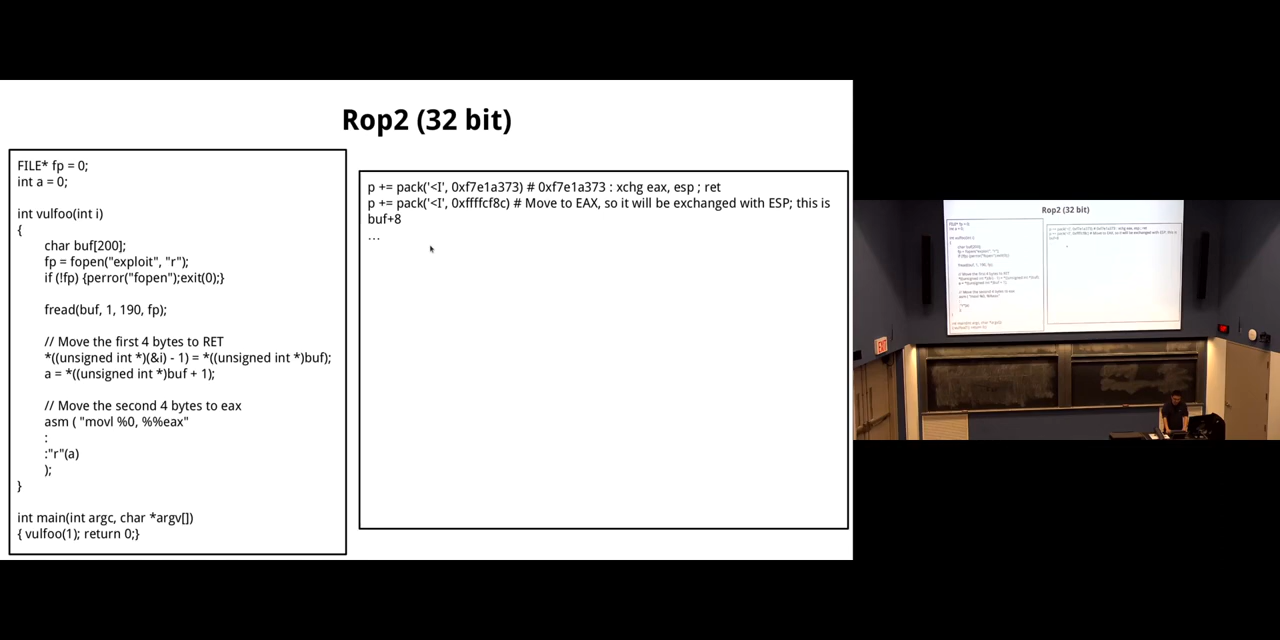 Rop2 (32 bit)
FILE* fp = 0;
int a = 0;
int vulfoo(int i)
{
char buf[200];
fp = fopen("exploit", "r");
if (!fp) {perror("fopen");exit(0);}
fread(buf, 1, 190, fp);
// Move the first 4 bytes to RET
*((unsigned int *)(&i) - 1) = *((unsigned int *)buf);
a = *((unsigned int *)buf + 1);
// Move the second 4 bytes to eax
asm ( "movl %0, %%eax"
:
:"r"(a)
);
}
int main(int argc, char *argv[])
{ vulfoo(1); return 0;}
p += pack('<I', 0xf7e1a373) # 0xf7e1a373 : xchg eax, esp ; ret
p += pack('<I', 0xffffcf8c) # Move to EAX, so it will be exchanged with ESP; this is
buf+8
...
Rop2 (32 bit)
EXIT